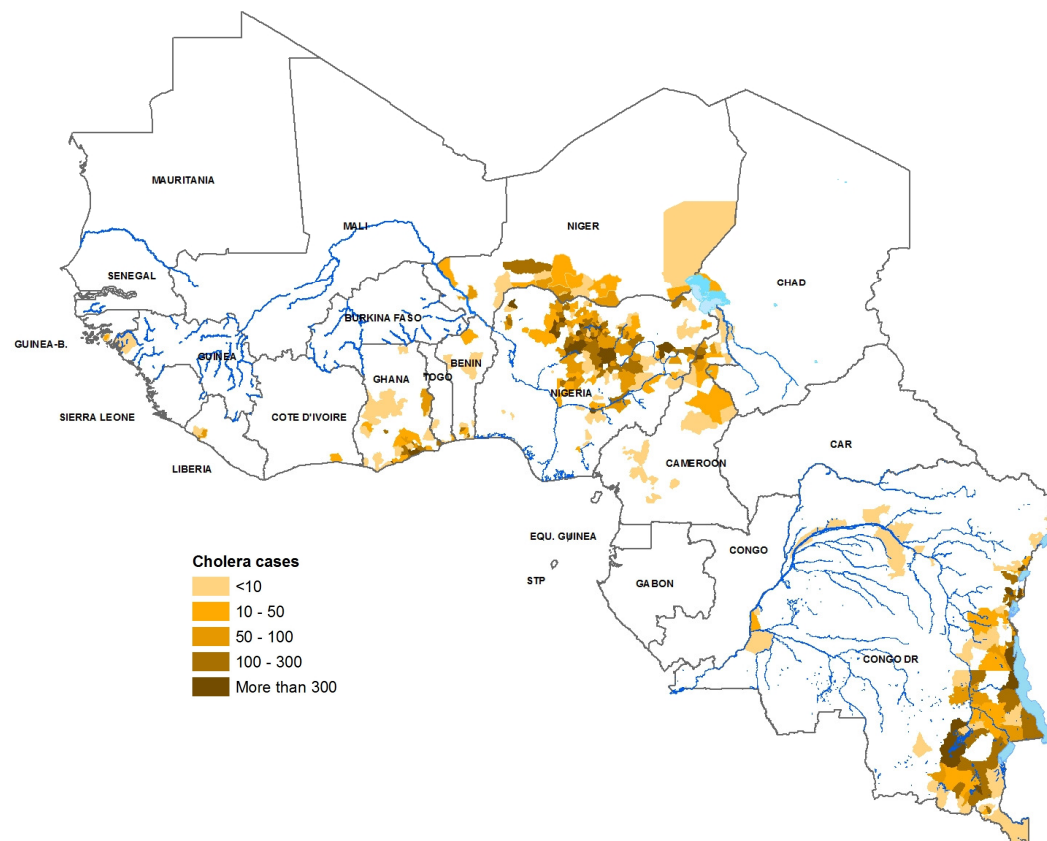 MAURITANIA
MALI
NIGER
SENEGAL
CHAD
BURKINA FASO
GUINEA-B.
GUINEA
BENIN
GHANA
TOGO
NIGERIA
SIERRA LEONE
COTE D'IVOIRE
CAR
LIBERIA
CAMEROON
EQU. GUINEA
CONGO
STP
GABON
CONGO DR
Cholera cases
<10
10 - 50
50 - 100
100 - 300
More than 300